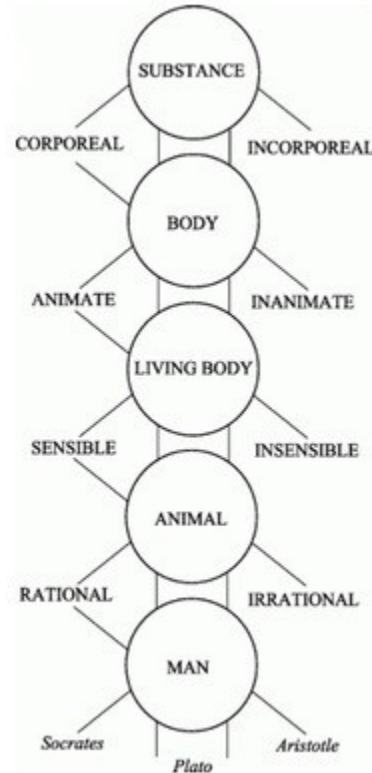 SUBSTANCE
CORPOREAL
INCORPOREAL
BODY
ANIMATE
INANIMATE
LIVING BODY
SENSIBLE
INSENSIBLE
ANIMAL
RATIONAL
IRRATIONAL
MAN
Socrates
Plato
Aristotle